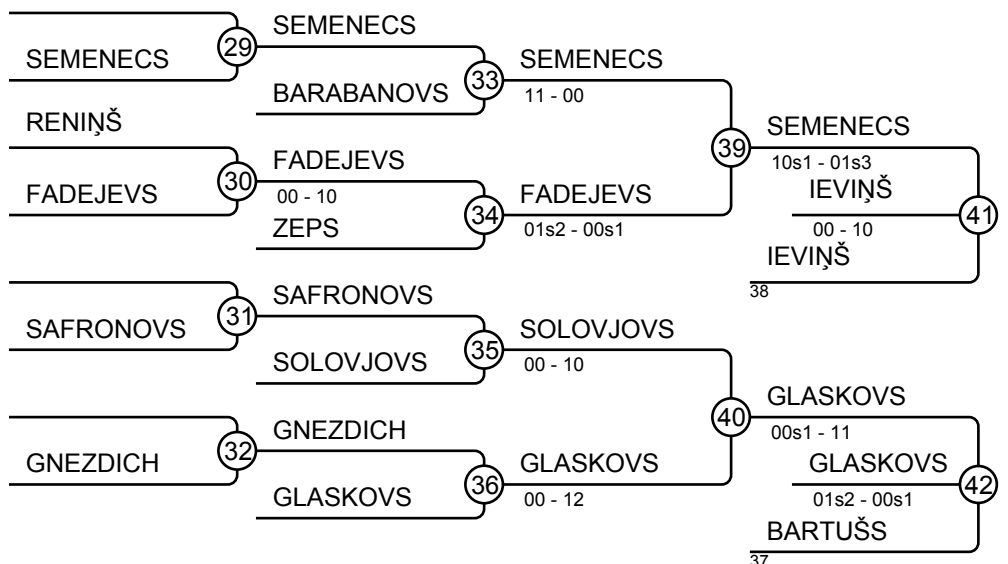 SEMENECS
29
SEMENECS
BARABANOVS
33
SEMENECS
11 - 00
RENIŅŠ
FADEJEVS
30
FADEJEVS
00 - 10
ZEPS
34
FADEJEVS
01s2 - 00s1
39
SEMENECS
10s1 - 01s3
IEVIŅŠ
00 - 10
41
IEVIŅŠ
38
SAFRONOVS
31
SAFRONOVS
SOLOVJOVS
35
SOLOVJOVS
00 - 10
GNEZDICH
32
GNEZDICH
GLASKOVS
36
GLASKOVS
00 - 12
40
GLASKOVS
00s1 - 11
GLASKOVS
01s2 - 00s1
42
BARTUŠS
37